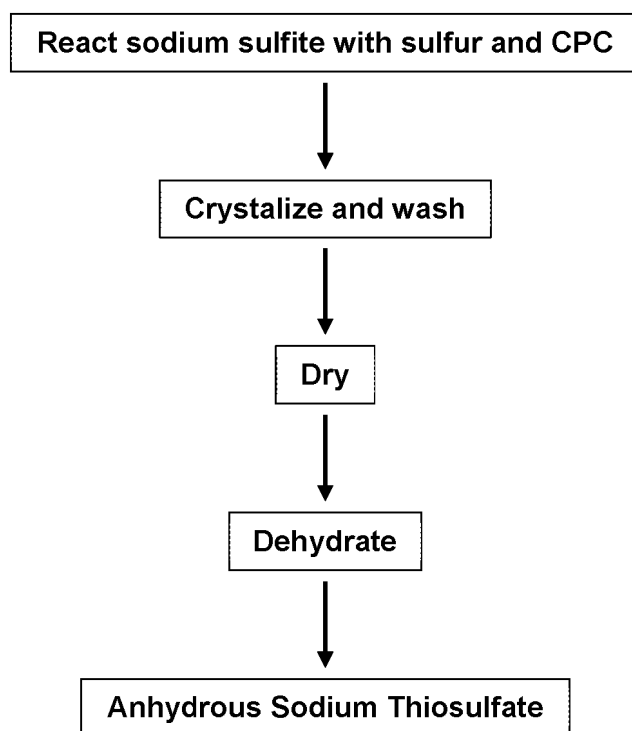 React sodium sulfite with sulfur and CPC
Crystalize and wash
Dry
Dehydrate
Anhydrous Sodium Thiosulfate